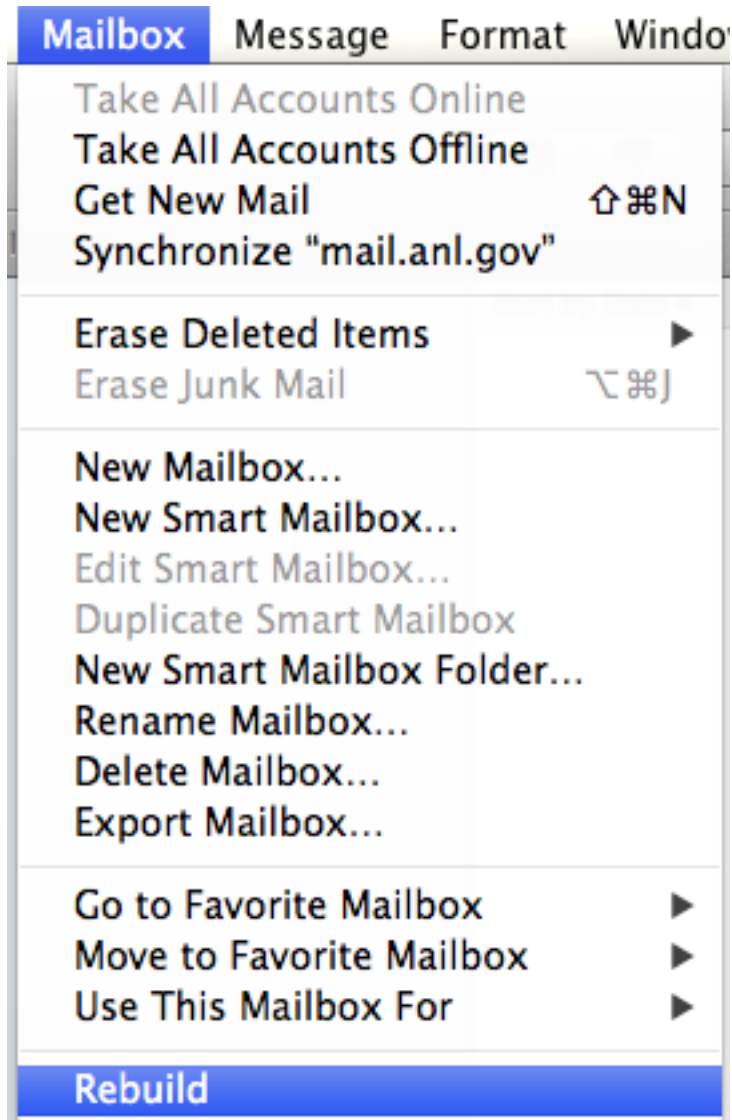 Mailbox Message Format Windo
Take All Accounts Online
Take All Accounts Offline
Get New Mail ⇧⌘N
Synchronize “mail.anl.gov”
Erase Deleted Items ▶
Erase Junk Mail ⌥⌘J
New Mailbox...
New Smart Mailbox...
Edit Smart Mailbox...
Duplicate Smart Mailbox
New Smart Mailbox Folder...
Rename Mailbox...
Delete Mailbox...
Export Mailbox...
Go to Favorite Mailbox ▶
Move to Favorite Mailbox ▶
Use This Mailbox For ▶
Rebuild